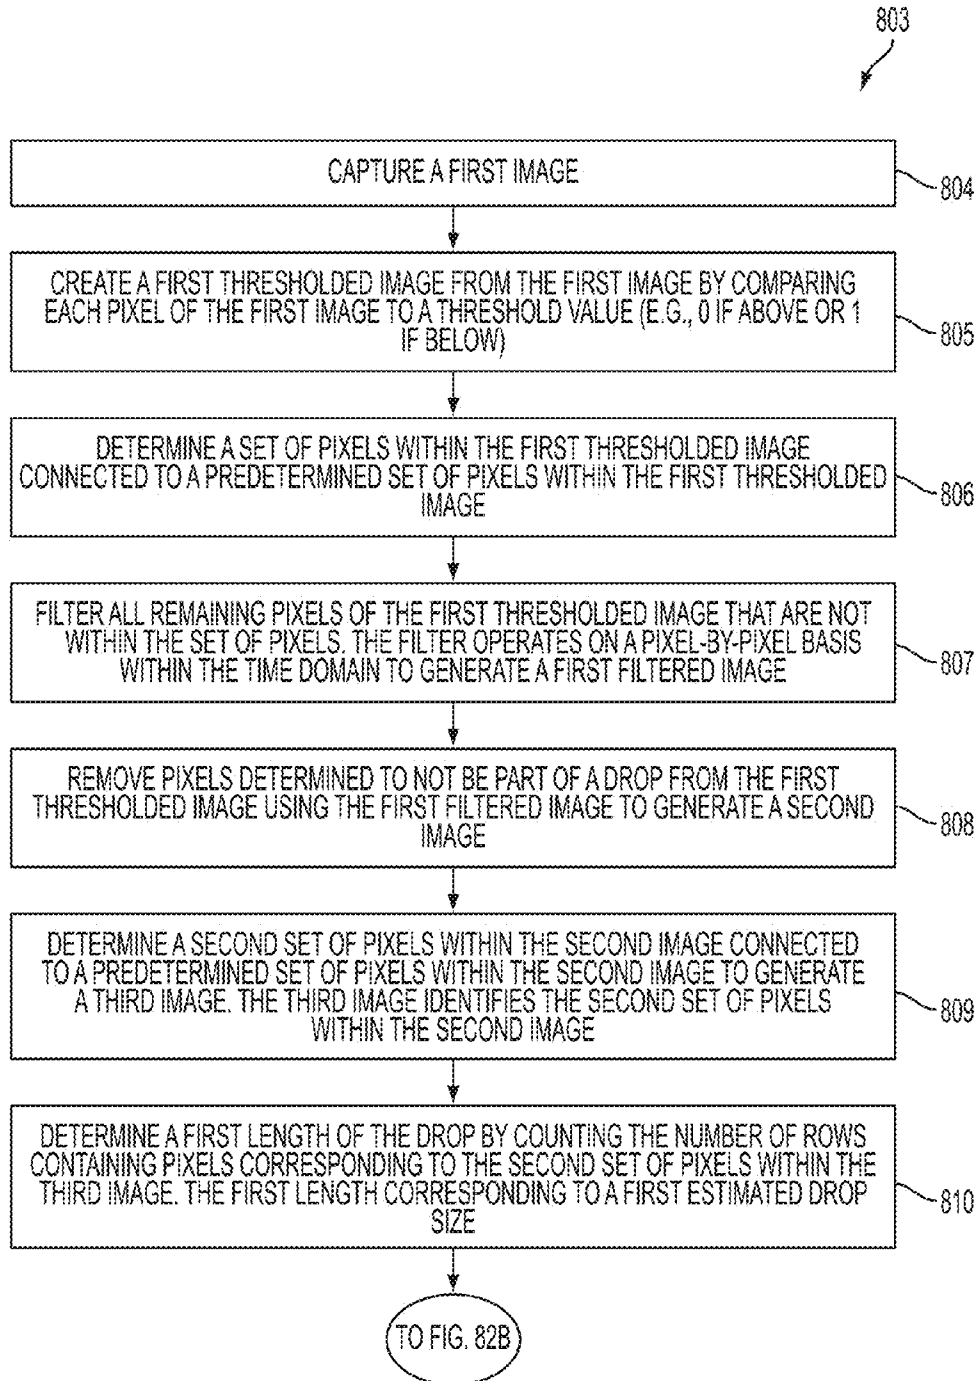 803
CAPTURE A FIRST IMAGE
804
CREATE A FIRST THRESHOLDED IMAGE FROM THE FIRST IMAGE BY COMPARING
EACH PIXEL OF THE FIRST IMAGE TO A THRESHOLD VALUE (E.G., 0 IF ABOVE OR 1
IF BELOW)
805
DETERMINE A SET OF PIXELS WITHIN THE FIRST THRESHOLDED IMAGE
CONNECTED TO A PREDETERMINED SET OF PIXELS WITHIN THE FIRST THRESHOLDED
IMAGE
806
FILTER ALL REMAINING PIXELS OF THE FIRST THRESHOLDED IMAGE THAT ARE NOT
WITHIN THE SET OF PIXELS. THE FILTER OPERATES ON A PIXEL-BY-PIXEL BASIS
WITHIN THE TIME DOMAIN TO GENERATE A FIRST FILTERED IMAGE
807
REMOVE PIXELS DETERMINED TO NOT BE PART OF A DROP FROM THE FIRST
THRESHOLDED IMAGE USING THE FIRST FILTERED IMAGE TO GENERATE A SECOND
IMAGE
808
DETERMINE A SECOND SET OF PIXELS WITHIN THE SECOND IMAGE CONNECTED
TO A PREDETERMINED SET OF PIXELS WITHIN THE SECOND IMAGE TO GENERATE
A THIRD IMAGE. THE THIRD IMAGE IDENTIFIES THE SECOND SET OF PIXELS
WITHIN THE SECOND IMAGE
809
DETERMINE A FIRST LENGTH OF THE DROP BY COUNTING THE NUMBER OF ROWS
CONTAINING PIXELS CORRESPONDING TO THE SECOND SET OF PIXELS WITHIN THE
THIRD IMAGE. THE FIRST LENGTH CORRESPONDING TO A FIRST ESTIMATED DROP
SIZE
810
TO FIG. 82B